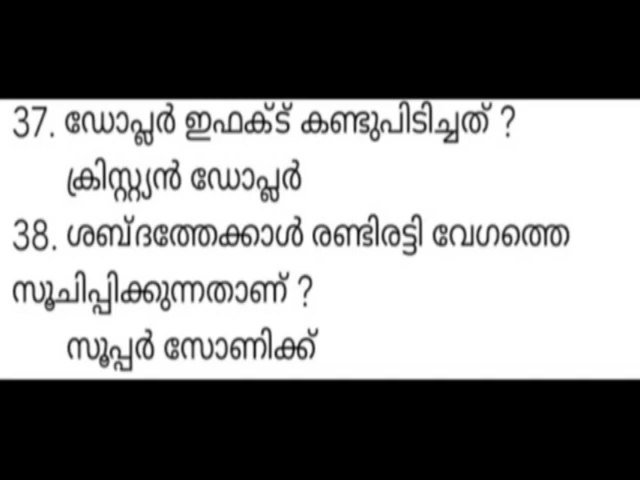 37. ഡോപ്ലർ ഇഫക്ട് കണ്ടുപിടിച്ചത് ?
ക്രിസ്റ്റ്യൻ ഡോപ്ലർ
38. ശബ്ദത്തേക്കാൾ രണ്ടിരട്ടി വേഗത്തെ
സൂചിപ്പിക്കുന്നതാണ് ?
സൂപ്പർ സോണിക്ക്